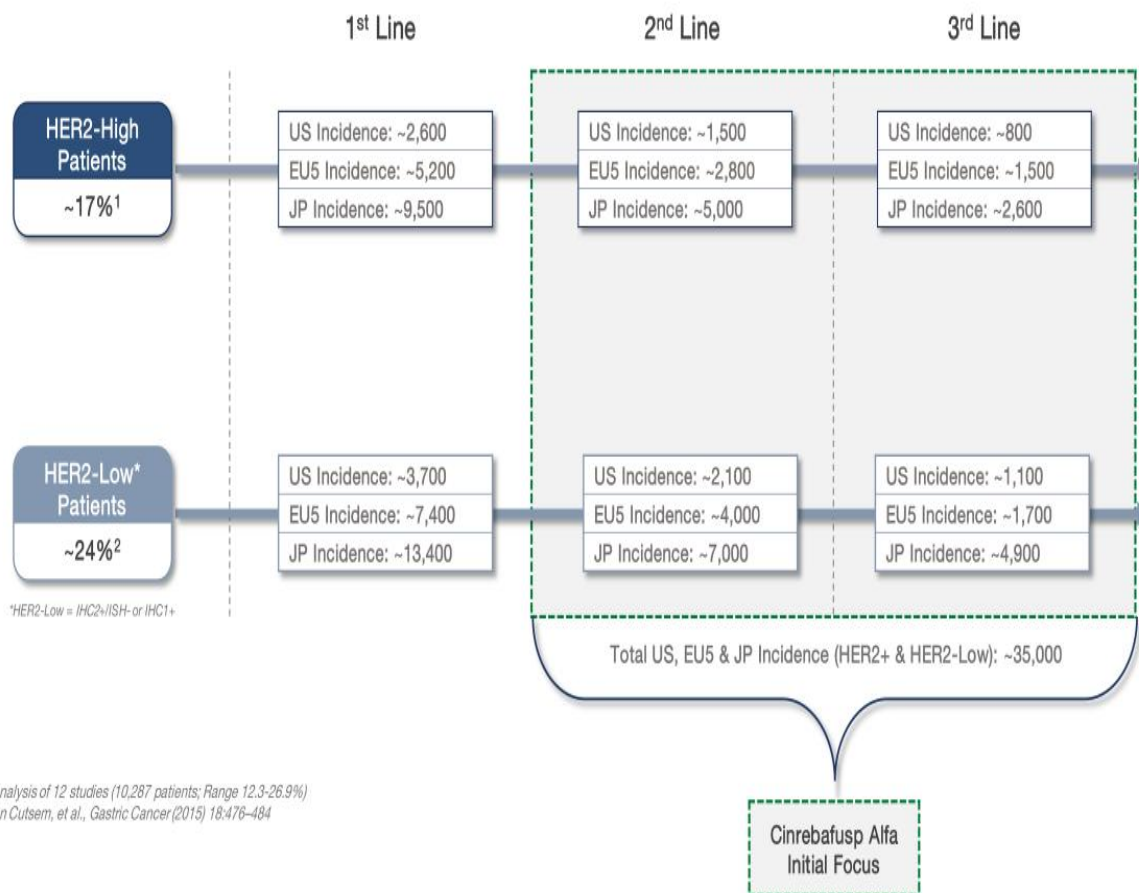 1st Line
2nd Line
3rd Line
HER2-High
Patients
~17%1
US Incidence: ~2,600
EU5 Incidence: ~5,200
JP Incidence: ~9,500
US Incidence: ~1,500
EU5 Incidence: ~2,800
JP Incidence: ~5,000
US Incidence: ~800
EU5 Incidence: ~1,500
JP Incidence: ~2,600
HER2-Low*
Patients
~24%2
US Incidence: ~3,700
EU5 Incidence: ~7,400
JP Incidence: ~13,400
US Incidence: ~2,100
EU5 Incidence: ~4,000
JP Incidence: ~7,000
US Incidence: ~1,100
EU5 Incidence: ~1,700
JP Incidence: ~4,900
*HER2-Low = IHC2+/ISH- or IHC1+
Total US, EU5 & JP Incidence (HER2+ & HER2-Low): ~35,000
nalysis of 12 studies (10,287 patients; Range 12.3-26.9%)
n Cutsem, et al., Gastric Cancer (2015) 18:476–484
Cinrebafusp Alfa
Initial Focus